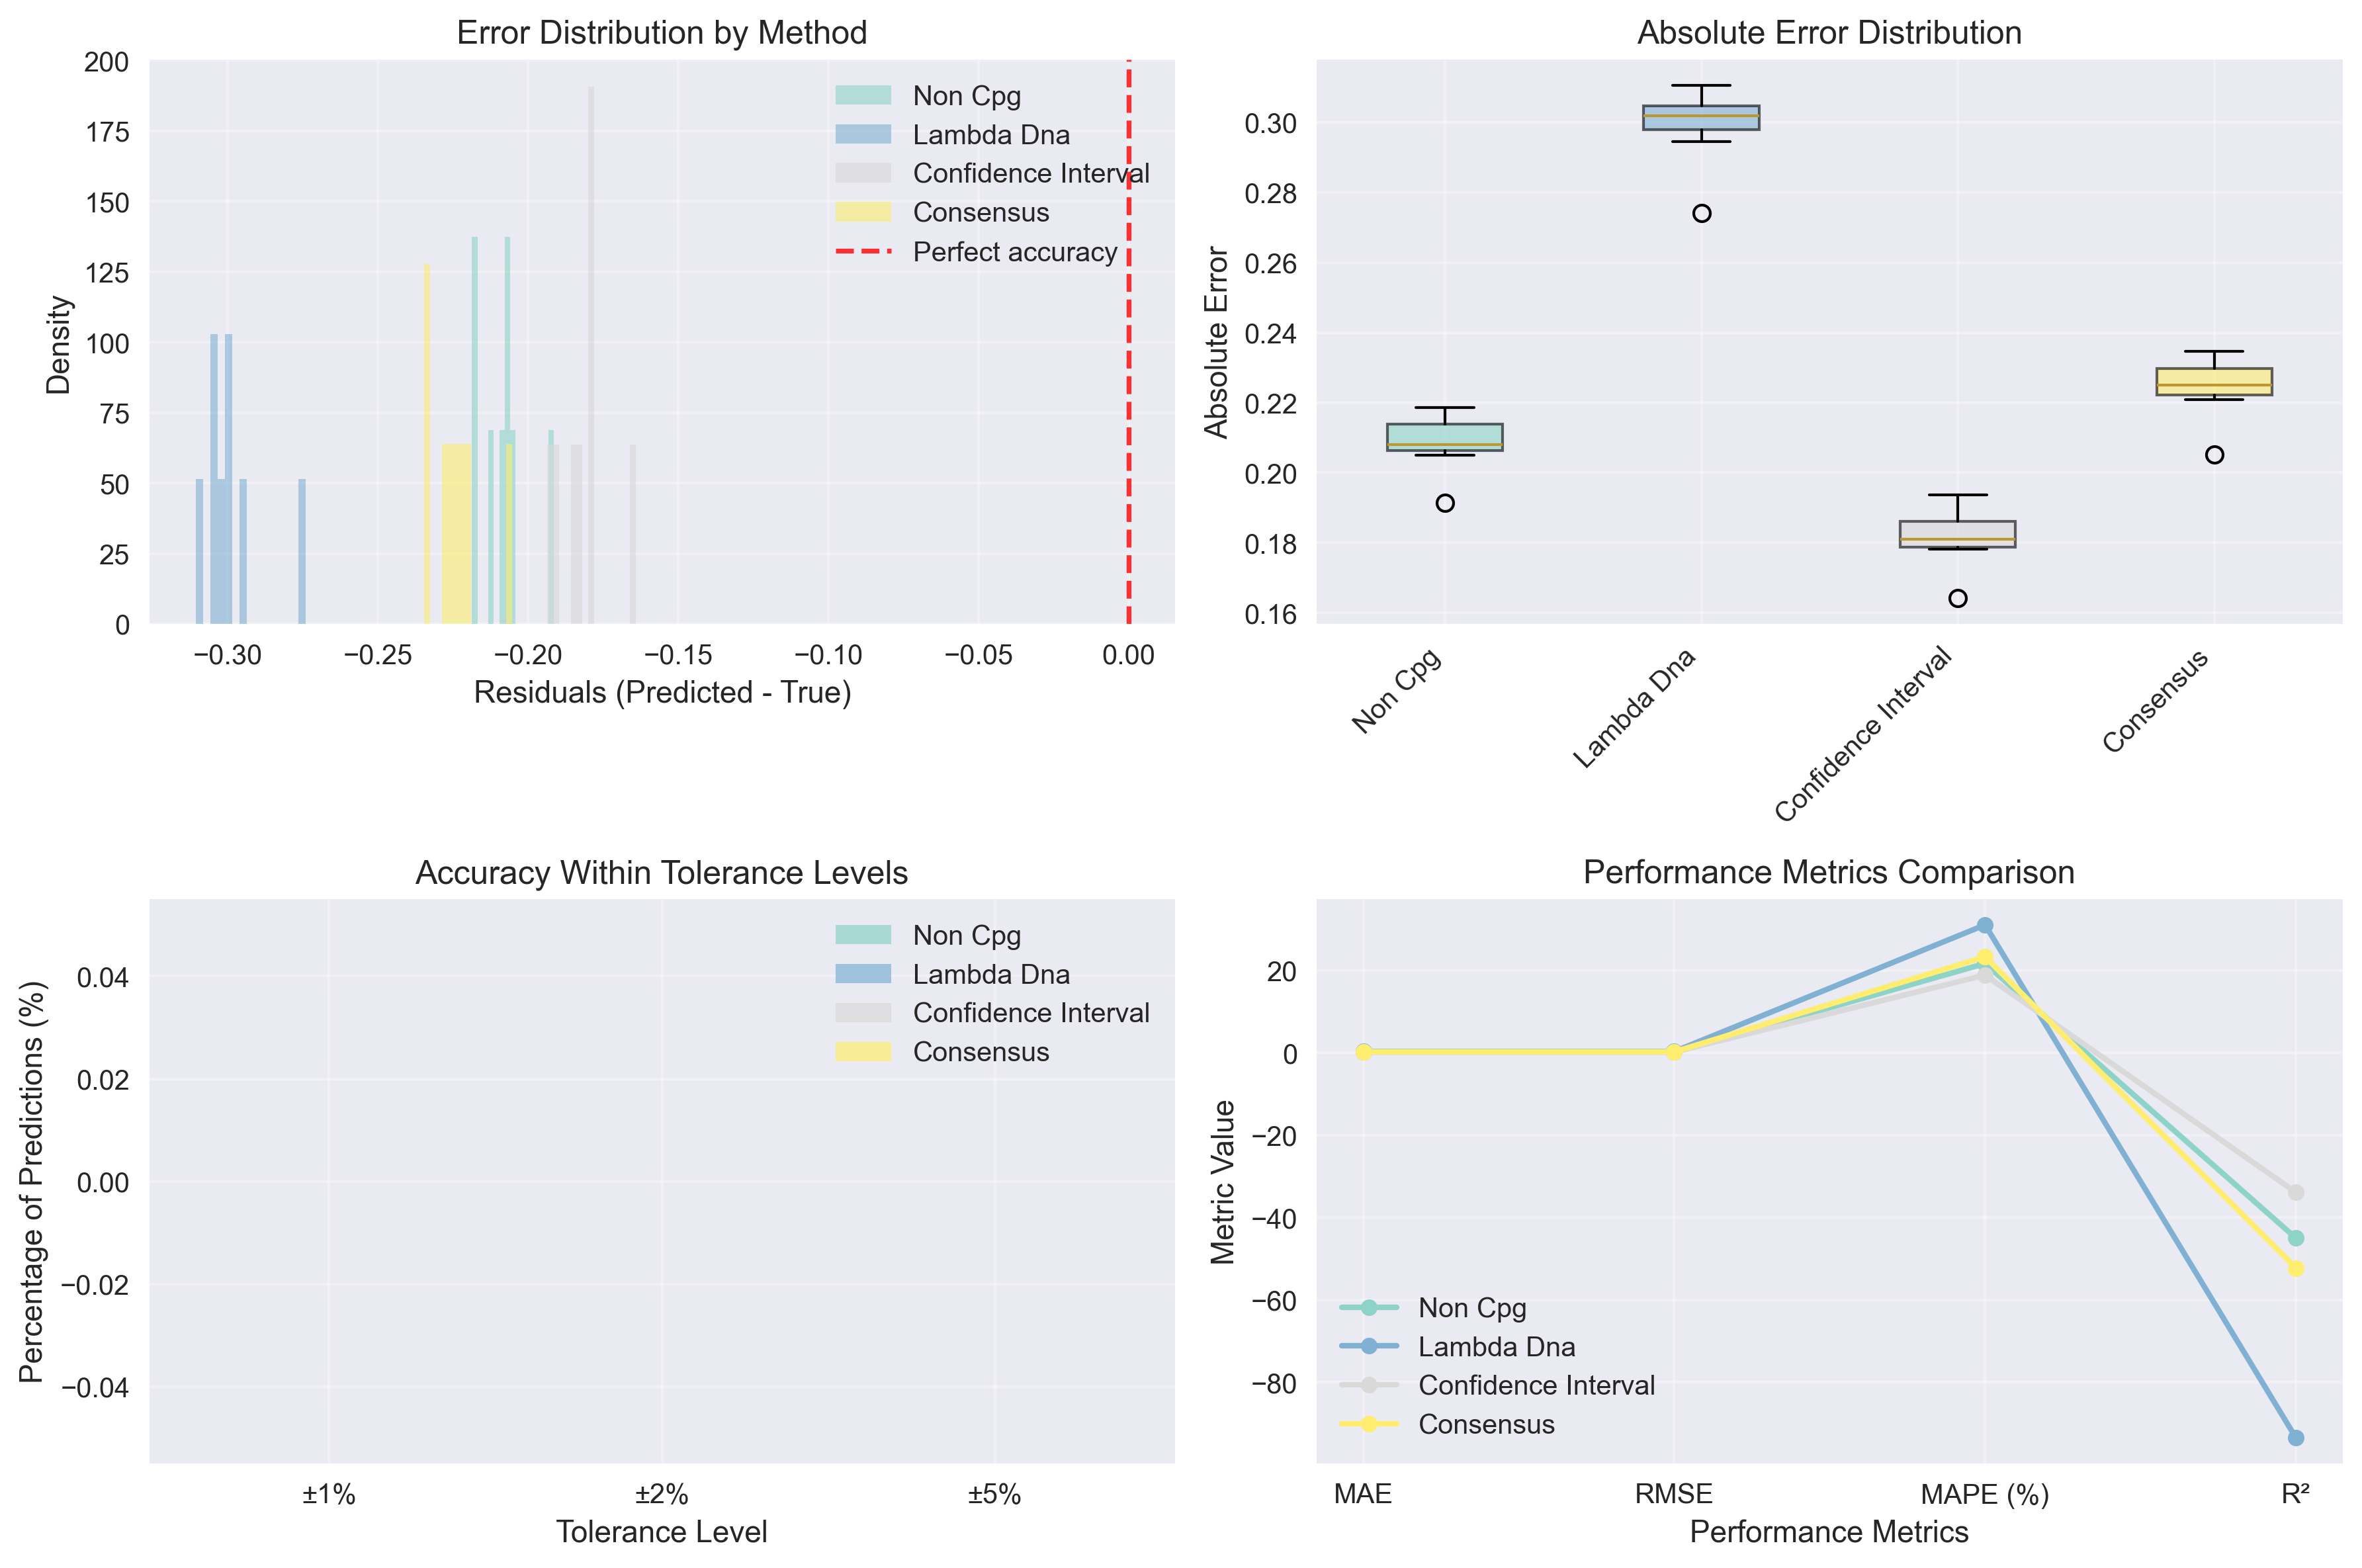 Error Distribution by Method
200
175
150
125
100
75
50
25
0
Density
Non Cpg
Lambda Dna
Confidence Interval
Consensus
Perfect accuracy
−0.30 −0.25 −0.20 −0.15 −0.10 −0.05 0.00
Residuals (Predicted - True)
Absolute Error Distribution
0.30
0.28
0.26
0.24
0.22
0.20
0.18
0.16
Absolute Error
Non Cpg
Lambda Dna
Confidence Interval
Consensus
Accuracy Within Tolerance Levels
0.04
0.02
0.00
−0.02
−0.04
Percentage of Predictions (%)
Non Cpg
Lambda Dna
Confidence Interval
Consensus
±1% ±2% ±5%
Tolerance Level
Performance Metrics Comparison
20
0
−20
−40
−60
−80
Metric Value
Non Cpg
Lambda Dna
Confidence Interval
Consensus
MAE RMSE MAPE (%) R²
Performance Metrics